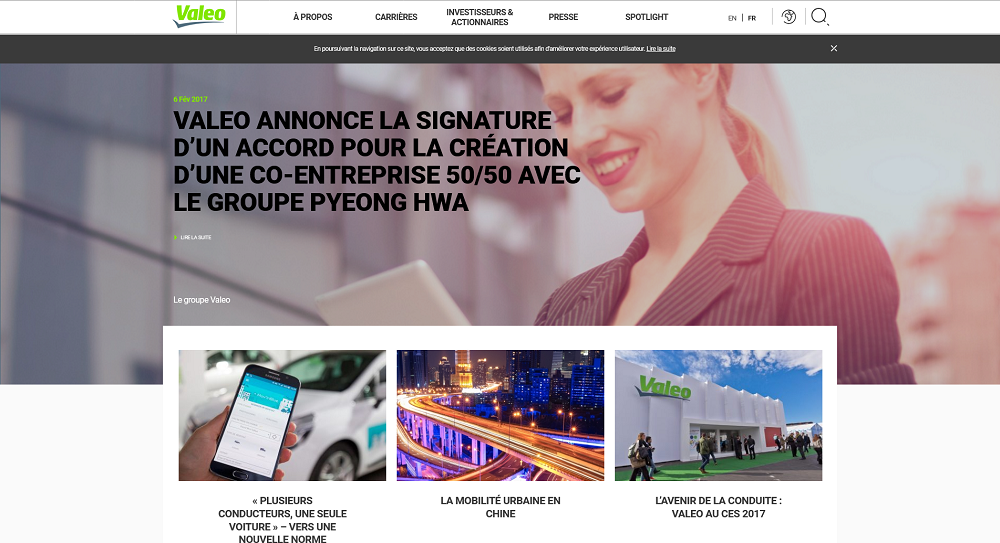 Valeo
À PROPOS
CARRIÈRES
INVESTISSEURS &
ACTIONNAIRES
PRESSE
SPOTLIGHT
EN | FR
En poursuivant la navigation sur ce site, vous acceptez que des cookies soient utilisés afin d'améliorer votre expérience utilisateur. Lire la suite
6 Fév 2017
VALEO ANNONCE LA SIGNATURE
D'UN ACCORD POUR LA CRÉATION
D'UNE CO-ENTREPRISE 50/50 AVEC
LE GROUPE PYEONG HWA
LIRE LA SUITE
Le groupe Valeo
Valeo
« PLUSIEURS
CONDUCTEURS, UNE SEULE
VOITURE » – VERS UNE
NOUVELLE NORME
LA MOBILITÉ URBAINE EN
CHINE
L'AVENIR DE LA CONDUITE :
VALEO AU CES 2017